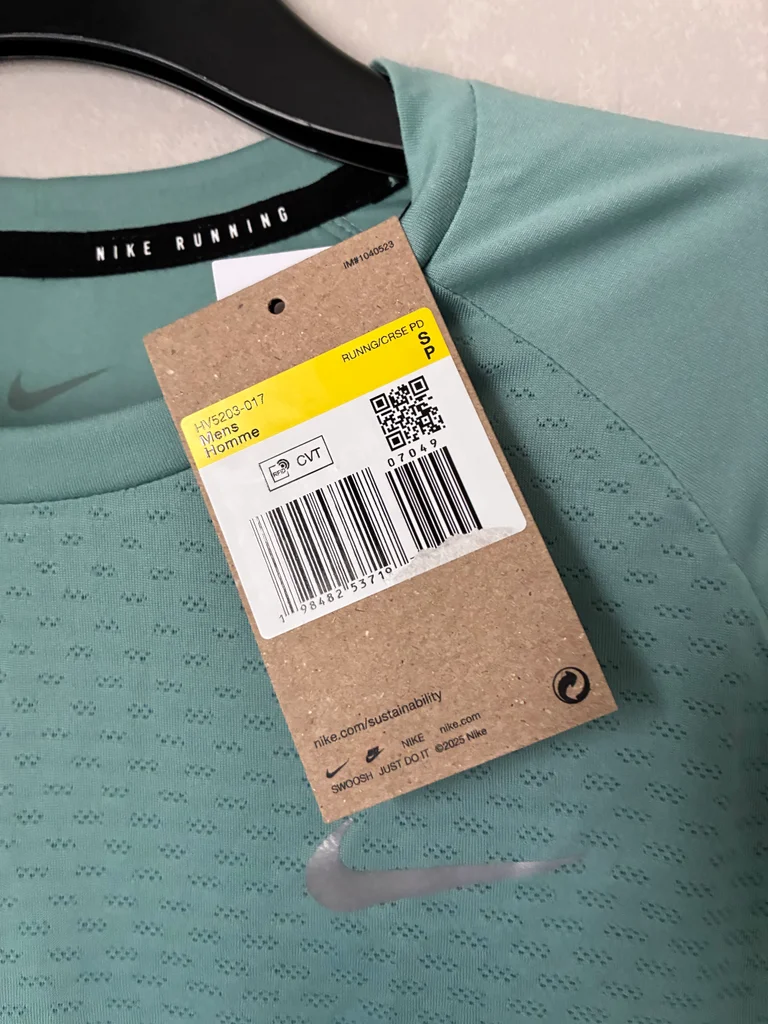 NIKE RUNNING
IM#1040523
RUNNG/CRSE PD
S
P
HV5203-017
Mens
Homme
RFID
CVT
07049
1 98482 5371
nike.com/sustainability
NIKE nike.com
SWOOSH JUST DO IT ©2025 Nike